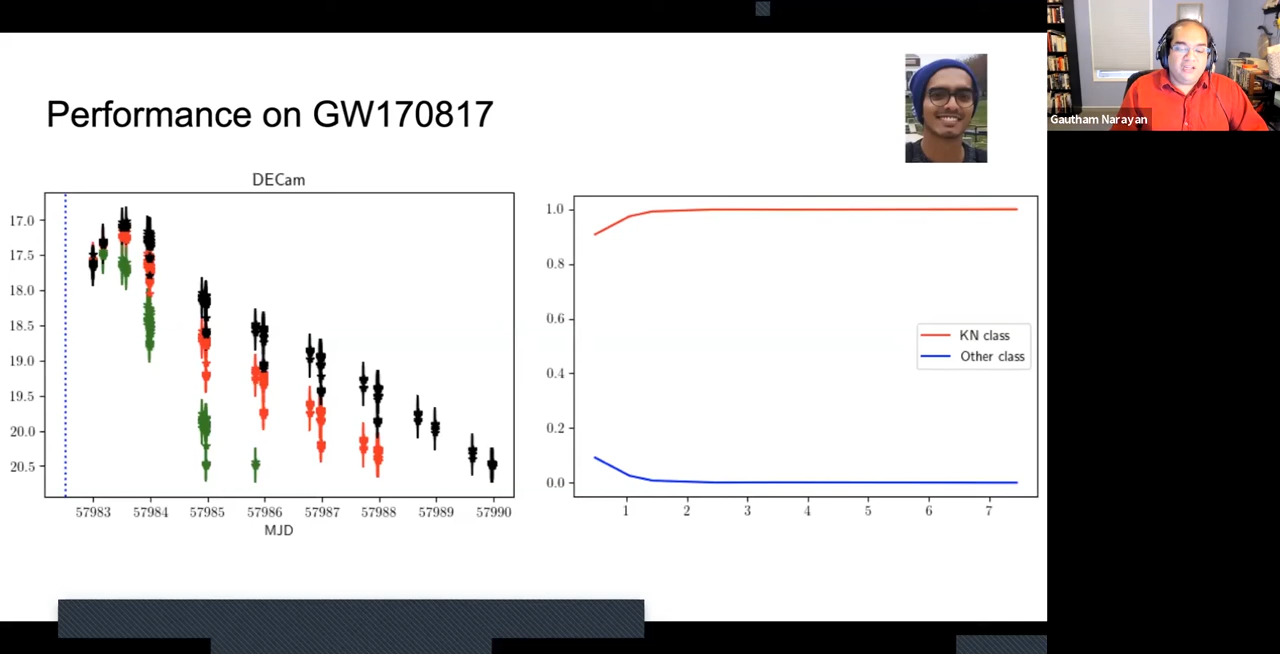 Performance on GW170817
Gautham Narayan
DECam
17.0
17.5
18.0
18.5
19.0
19.5
20.0
20.5
57983 57984 57985 57986 57987 57988 57989 57990
MJD
1.0
0.8
0.6
0.4
0.2
0.0
KN class
Other class
1 2 3 4 5 6 7